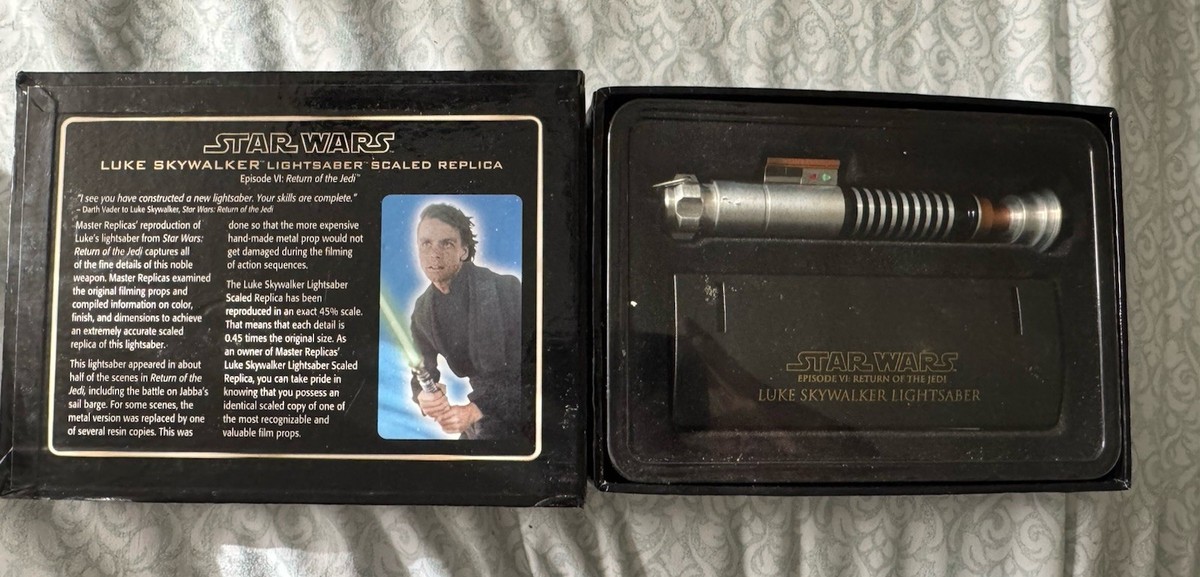 STAR WARS
LUKE SKYWALKER™ LIGHTSABER™ SCALED REPLICA
Episode VI: Return of the Jedi™
"I see you have constructed a new lightsaber. Your skills are complete."
– Darth Vader to Luke Skywalker, Star Wars: Return of the Jedi
Master Replicas' reproduction of
Luke's lightsaber from Star Wars:
Return of the Jedi captures all
of the fine details of this noble
weapon. Master Replicas examined
the original filming props and
compiled information on color,
finish, and dimensions to achieve
an extremely accurate scaled
replica of this lightsaber.
This lightsaber appeared in about
half of the scenes in Return of the
Jedi, including the battle on Jabba's
sail barge. For some scenes, the
metal version was replaced by one
of several resin copies. This was
done so that the more expensive
hand-made metal prop would not
get damaged during the filming
of action sequences.
The Luke Skywalker Lightsaber
Scaled Replica has been
reproduced in an exact 45% scale.
That means that each detail is
0.45 times the original size. As
an owner of Master Replicas'
Luke Skywalker Lightsaber Scaled
Replica, you can take pride in
knowing that you possess an
identical scaled copy of one of
the most recognizable and
valuable film props.
STAR WARS
EPISODE VI: RETURN OF THE JEDI
LUKE SKYWALKER LIGHTSABER